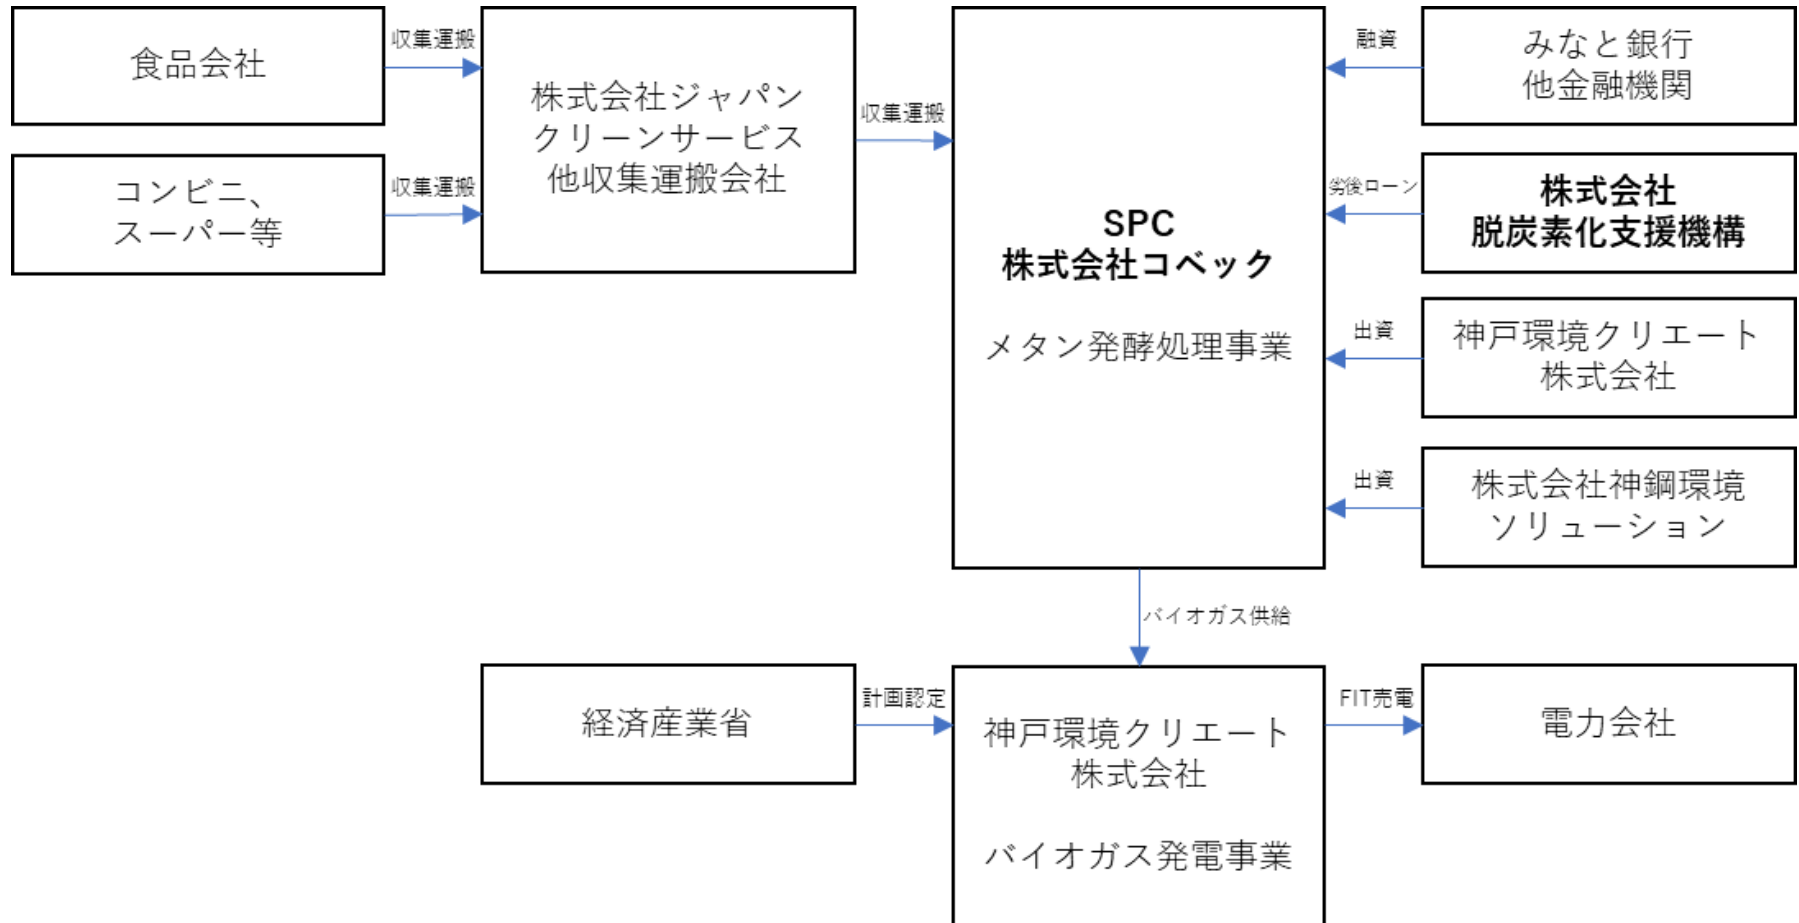 食品会社
収集運搬
コンビニ、
スーパー等
収集運搬
株式会社ジャパン
クリーンサービス
他収集運搬会社
収集運搬
SPC
株式会社コベック
メタン発酵処理事業
融資
みなと銀行
他金融機関
劣後ローン
株式会社
脱炭素化支援機構
出資
神戸環境クリエート
株式会社
出資
株式会社神鋼環境
ソリューション
バイオガス供給
経済産業省
計画認定
神戸環境クリエート
株式会社
バイオガス発電事業
FIT売電
電力会社